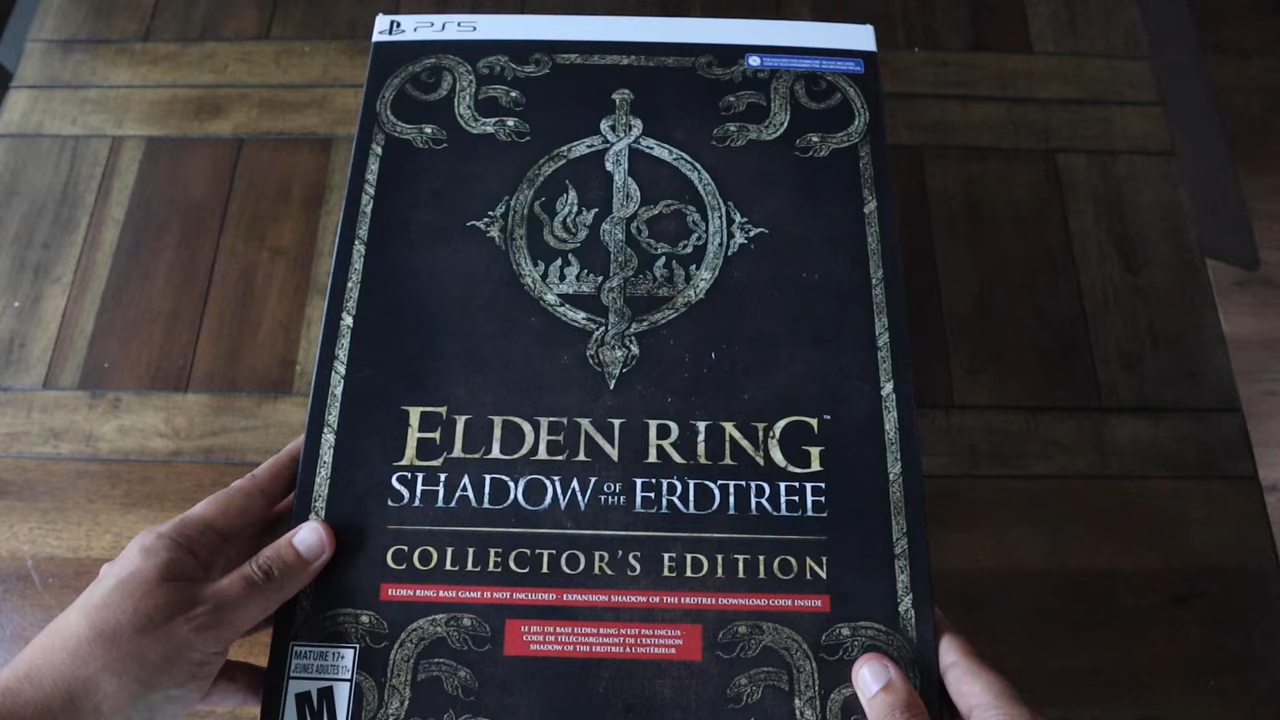 PS5
ELDEN RING™
SHADOW OF THE ERDTREE
COLLECTOR'S EDITION
ELDEN RING BASE GAME IS NOT INCLUDED - EXPANSION SHADOW OF THE ERDTREE DOWNLOAD CODE INSIDE
LE JEU DE BASE ELDEN RING N'EST PAS INCLUS -
CODE DE TÉLÉCHARGEMENT DE L'EXTENSION
SHADOW OF THE ERDTREE À L'INTÉRIEUR
MATURE 17+
JEUNES ADULTES 17+
M